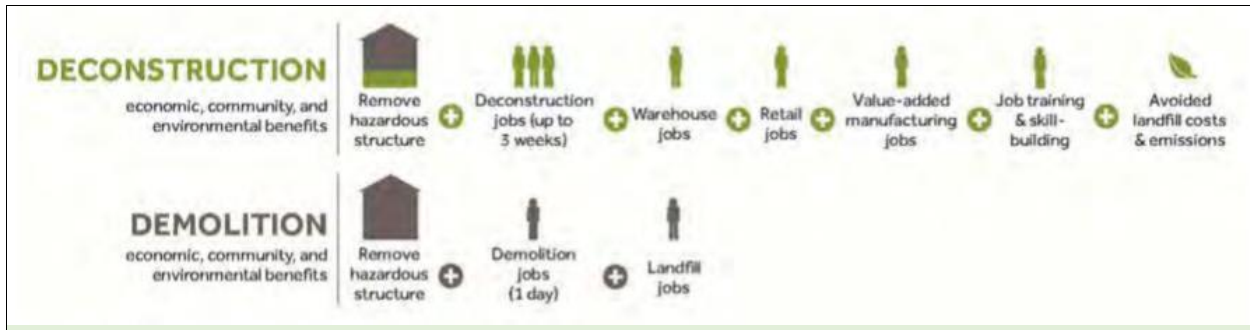 DECONSTRUCTION
economic, community, and
environmental benefits
Remove
hazardous
structure
Deconstruction
jobs (up to
3 weeks)
Warehouse
jobs
Retail
jobs
Value-added
manufacturing
jobs
Job training
& skill-
building
Avoided
landfill costs
& emissions
DEMOLITION
economic, community, and
environmental benefits
Remove
hazardous
structure
Demolition
jobs
(1 day)
Landfill
jobs